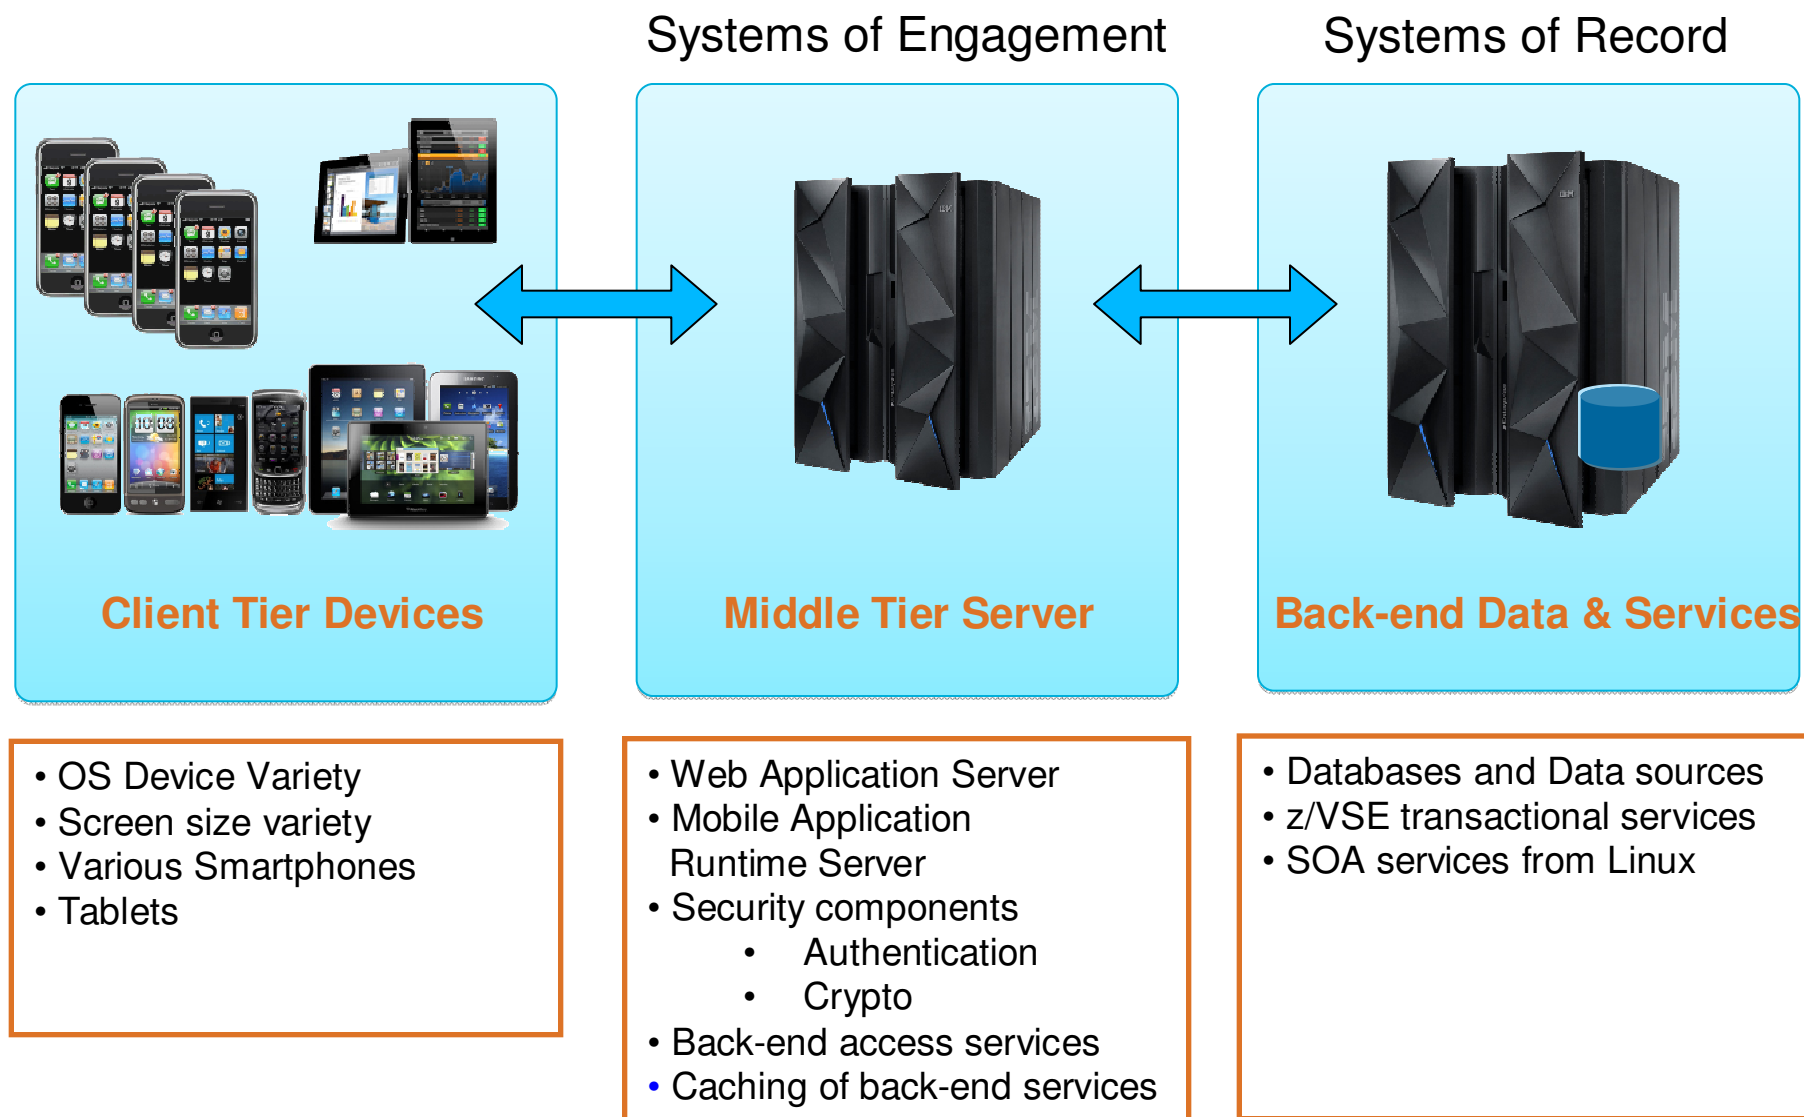 Systems of Engagement
Systems of Record
Client Tier Devices
Middle Tier Server
Back-end Data & Services
• OS Device Variety
• Screen size variety
• Various Smartphones
• Tablets
• Web Application Server
• Mobile Application
Runtime Server
• Security components
• Authentication
• Crypto
• Back-end access services
• Caching of back-end services
• Databases and Data sources
• z/VSE transactional services
• SOA services from Linux